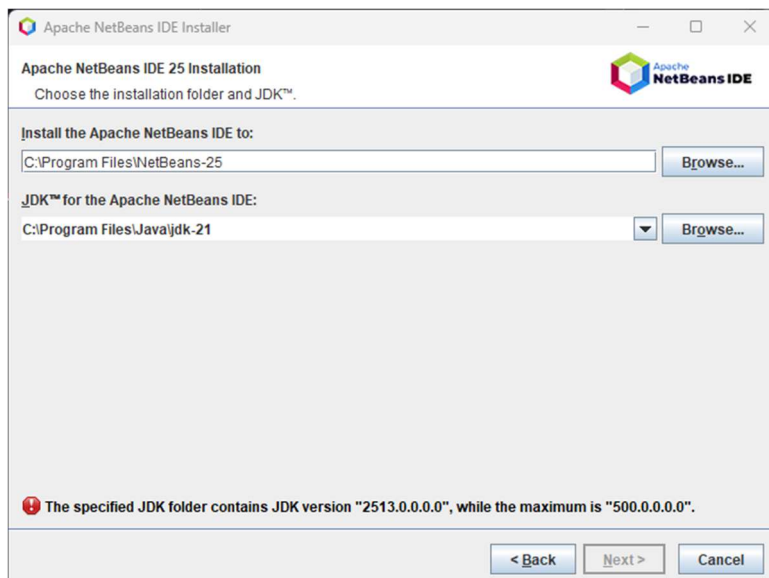 Apache NetBeans IDE Installer
Apache NetBeans IDE 25 Installation
Choose the installation folder and JDK™.
Apache
NetBeans IDE
Install the Apache NetBeans IDE to:
C:\Program Files\NetBeans-25
Browse...
JDK™ for the Apache NetBeans IDE:
C:\Program Files\Java\jdk-21
Browse...
The specified JDK folder contains JDK version "2513.0.0.0.0", while the maximum is "500.0.0.0.0".
< Back
Next >
Cancel